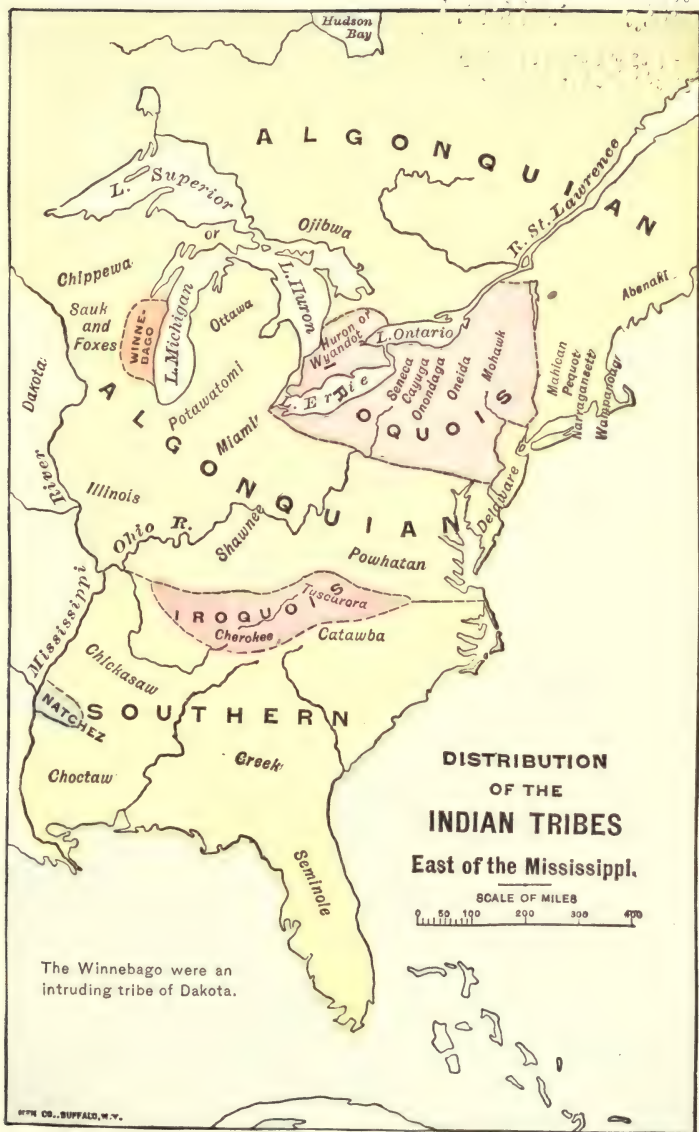 Hudson
Bay
ALGONQUIAN
L. Superior
or
Ojibwa
R. St. Lawrence
Chippewa
Sauk
and
Foxes
WINNE-
BAGO
L. Michigan
Ottawa
L. Huron
Huron or
Wyandot
L. Ontario
Abenaki
Dakota
River
ALGONQUIAN
Potawatomi
Miami
L. Erie
Seneca
Cayuga
Onondaga
Oneida
Mohawk
OQUOIS
Mahican
Pequot
Narragansett
Wampanoag
Illinois
Ohio R.
Shawnee
Delaware
Powhatan
Mississippi
IROQUOIS
Tuscarora
Cherokee
Catawba
Chickasaw
NATCHEZ
SOUTHERN
Choctaw
Creek
Seminole
DISTRIBUTION
OF THE
INDIAN TRIBES
East of the Mississippi.
SCALE OF MILES
0 50 100 200 300 400
The Winnebago were an
intruding tribe of Dakota.
CO., BUFFALO, N.Y.